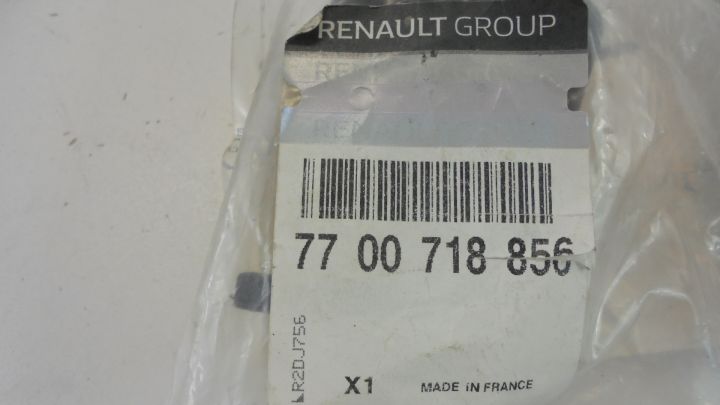 RENAULT GROUP
77 00 718 856
LR2DJ756
X1 MADE IN FRANCE